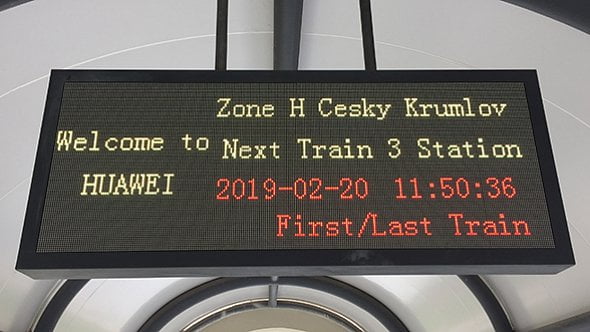 Welcome to
HUAWEI
Zone H Cesky Krumlov
Next Train 3 Station
2019-02-20 11:50:36
First/Last Train